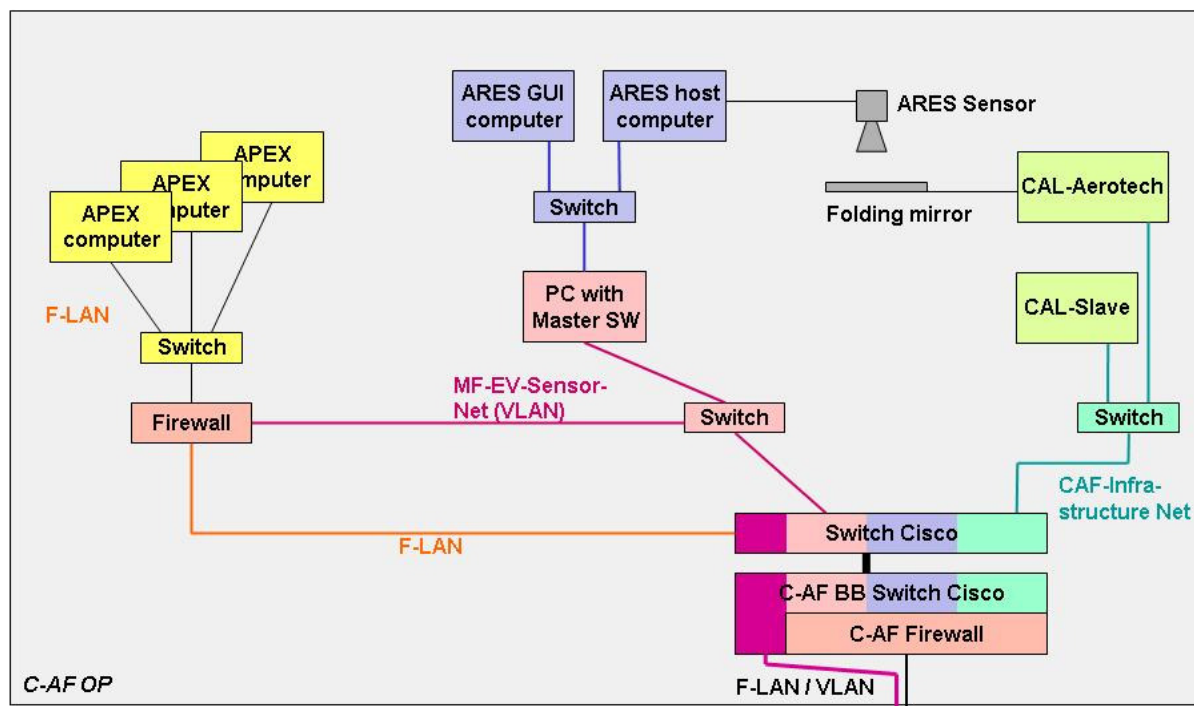 ARES GUI
computer
ARES host
computer
ARES Sensor
APEX
computer
APEX
mputer
APEX
mputer
CAL-Aerotech
Folding mirror
Switch
PC with
Master SW
CAL-Slave
F-LAN
Switch
MF-EV-Sensor-
Net (VLAN)
Firewall
Switch
Switch
CAF-Infra-
structure Net
F-LAN
Switch Cisco
C-AF BB Switch Cisco
C-AF Firewall
F-LAN / VLAN
C-AF OP